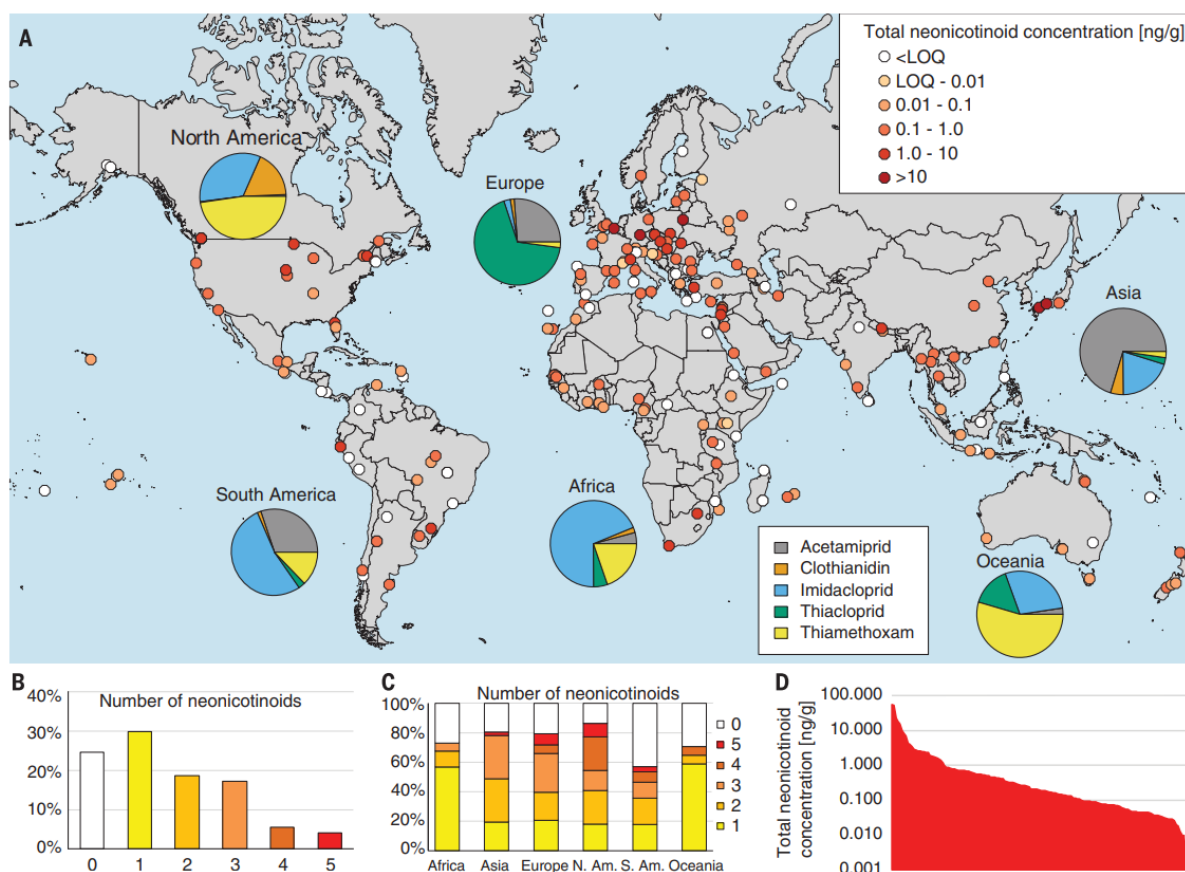 A
Total neonicotinoid concentration [ng/g]
<LOQ
LOQ - 0.01
0.01 - 0.1
0.1 - 1.0
1.0 - 10
>10
North America
Europe
Asia
South America
Africa
Oceania
Acetamiprid
Clothianidin
Imidacloprid
Thiacloprid
Thiamethoxam
B
Number of neonicotinoids
40%
30%
20%
10%
0%
0 1 2 3 4 5
C
Number of neonicotinoids
100%
80%
60%
40%
20%
0%
0
5
4
3
2
1
Africa Asia Europe N. Am. S. Am. Oceania
D
Total neonicotinoid
concentration [ng/g]
100.000
10.000
1.000
0.100
0.010
0.001